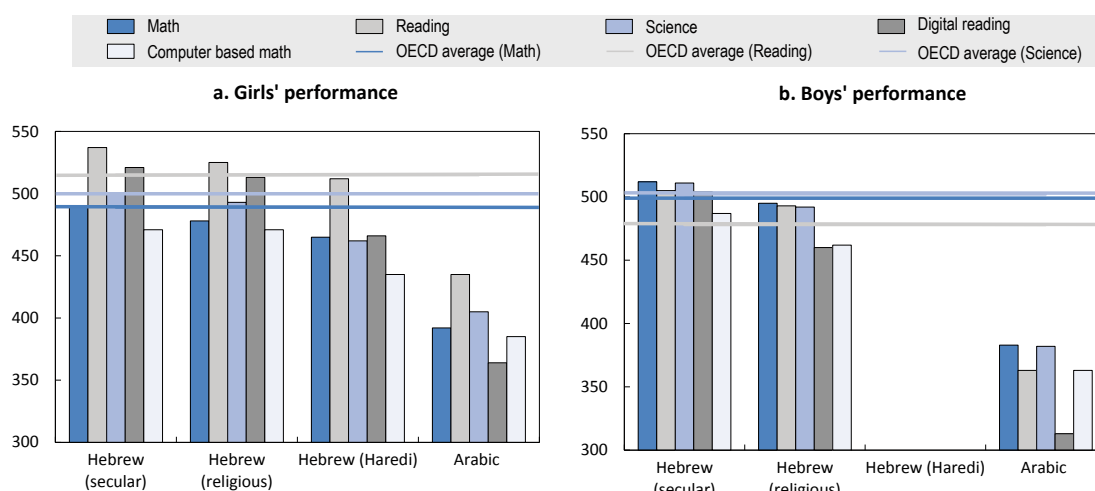 Math
Reading
Science
Digital reading
Computer based math
OECD average (Math)
OECD average (Reading)
OECD average (Science)
a. Girls' performance
550
500
450
400
350
300
Hebrew
(secular)
Hebrew
(religious)
Hebrew (Haredi)
Arabic
b. Boys' performance
550
500
450
400
350
300
Hebrew
(secular)
Hebrew
(religious)
Hebrew (Haredi)
Arabic